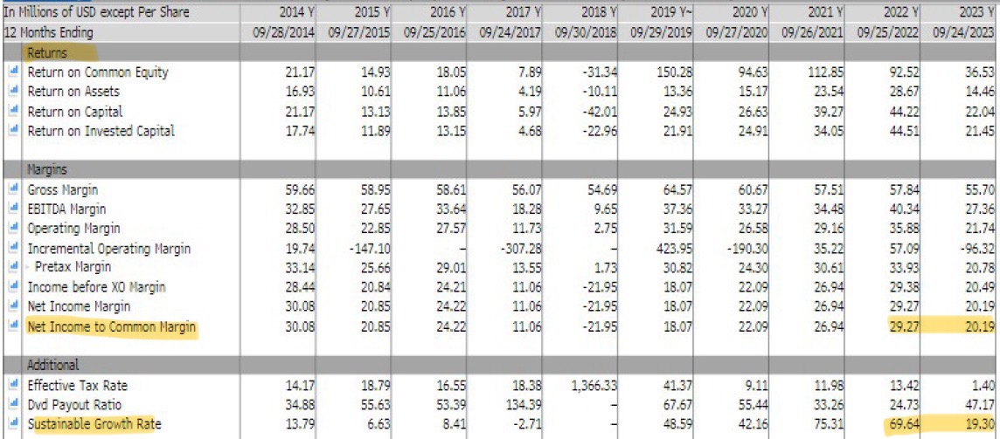 In Millions of USD except Per Share 2014 Y 2015 Y 2016 Y 2017 Y 2018 Y 2019 Y~ 2020 Y 2021 Y 2022 Y 2023 Y
12 Months Ending 09/28/2014 09/27/2015 09/25/2016 09/24/2017 09/30/2018 09/29/2019 09/27/2020 09/26/2021 09/25/2022 09/24/2023
Returns
Return on Common Equity 21.17 14.93 18.05 7.89 -31.34 150.28 94.63 112.85 92.52 36.53
Return on Assets 16.93 10.61 11.06 4.19 -10.11 13.36 15.17 23.54 28.67 14.46
Return on Capital 21.17 13.13 13.85 5.97 -42.01 24.93 26.63 39.27 44.22 22.04
Return on Invested Capital 17.74 11.89 13.15 4.68 -22.96 21.91 24.91 34.05 44.51 21.45
Margins
Gross Margin 59.66 58.95 58.61 56.07 54.69 64.57 60.67 57.51 57.84 55.70
EBITDA Margin 32.85 27.65 33.64 18.28 9.65 37.36 33.27 34.48 40.34 27.36
Operating Margin 28.50 22.85 27.57 11.73 2.75 31.59 26.58 29.16 35.88 21.74
Incremental Operating Margin 19.74 -147.10 – -307.28 – 423.95 -190.30 35.22 57.09 -96.32
Pretax Margin 33.14 25.66 29.01 13.55 1.73 30.82 24.30 30.61 33.93 20.78
Income before XO Margin 28.44 20.84 24.21 11.06 -21.95 18.07 22.09 26.94 29.38 20.49
Net Income Margin 30.08 20.85 24.22 11.06 -21.95 18.07 22.09 26.94 29.27 20.19
Net Income to Common Margin 30.08 20.85 24.22 11.06 -21.95 18.07 22.09 26.94 29.27 20.19
Additional
Effective Tax Rate 14.17 18.79 16.55 18.38 1,366.33 41.37 9.11 11.98 13.42 1.40
Dvd Payout Ratio 34.88 55.63 53.39 134.39 – 67.67 55.44 33.26 24.73 47.17
Sustainable Growth Rate 13.79 6.63 8.41 -2.71 – 48.59 42.16 75.31 69.64 19.30